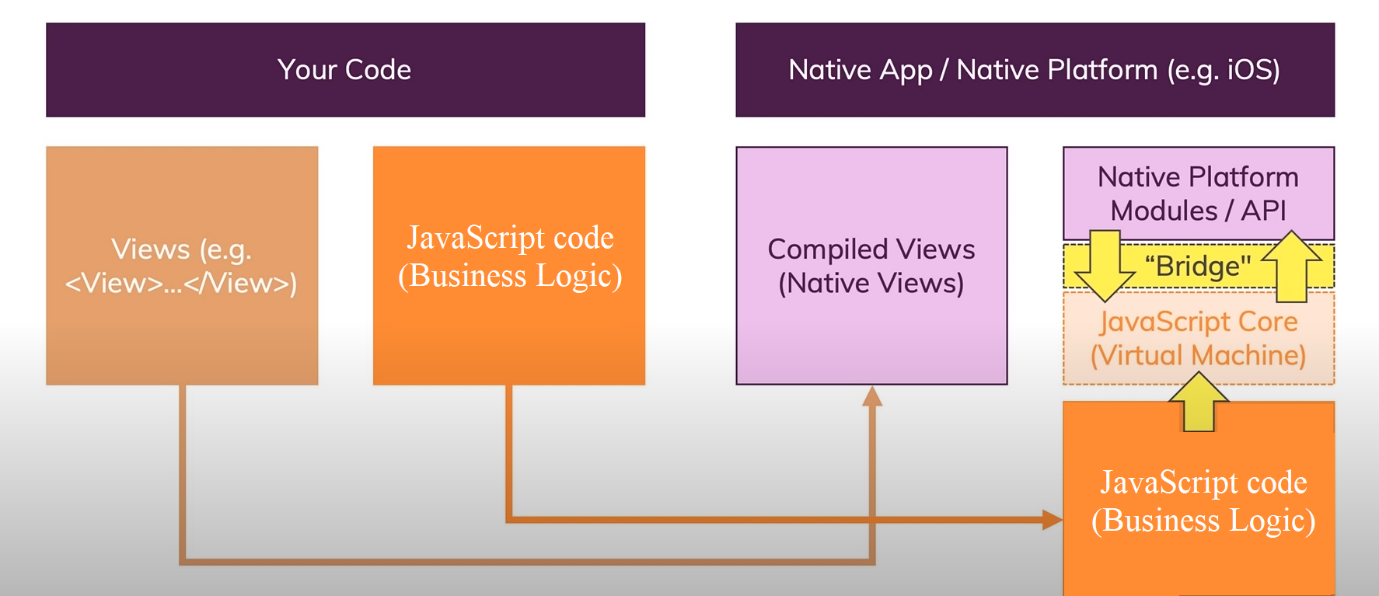 Your Code
Native App / Native Platform (e.g. iOS)
Views (e.g.
<View>...</View>)
JavaScript code
(Business Logic)
Compiled Views
(Native Views)
Native Platform
Modules / API
“Bridge"
JavaScript Core
(Virtual Machine)
JavaScript code
(Business Logic)